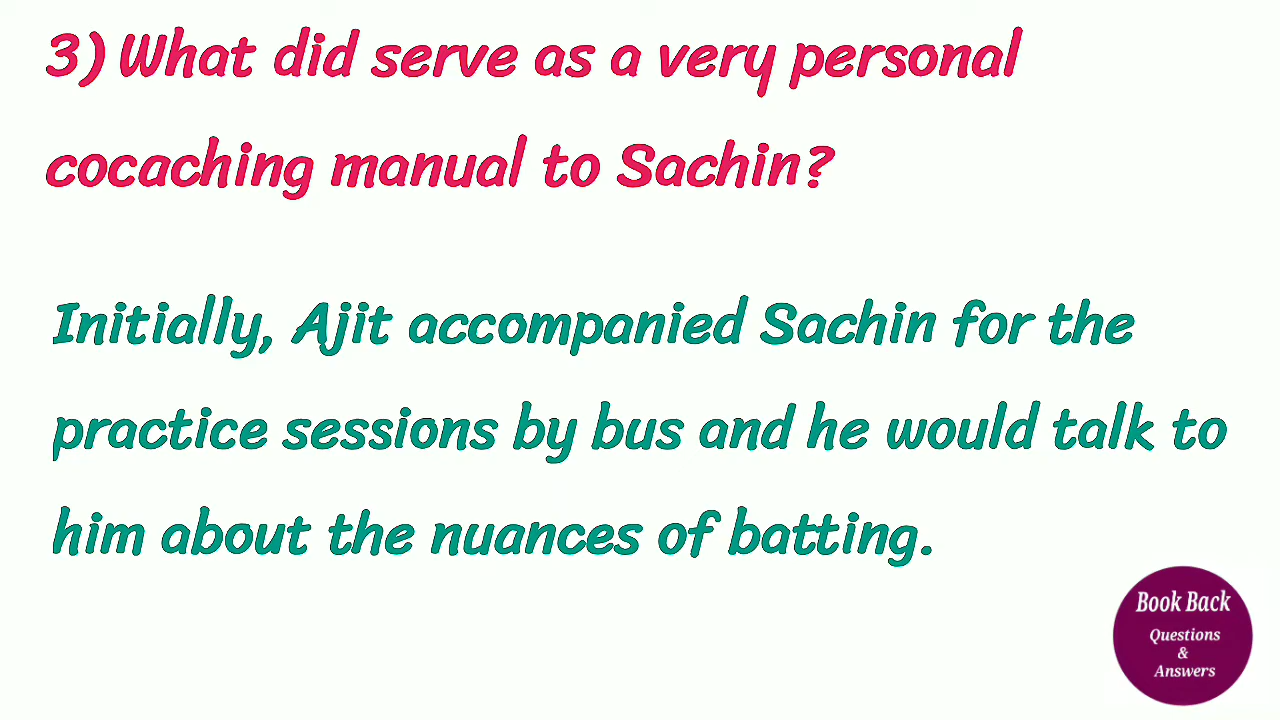 3) What did serve as a very personal
cocaching manual to Sachin?
Initially, Ajit accompanied Sachin for the
practice sessions by bus and he would talk to
him about the nuances of batting.
Book Back
Questions
&
Answers